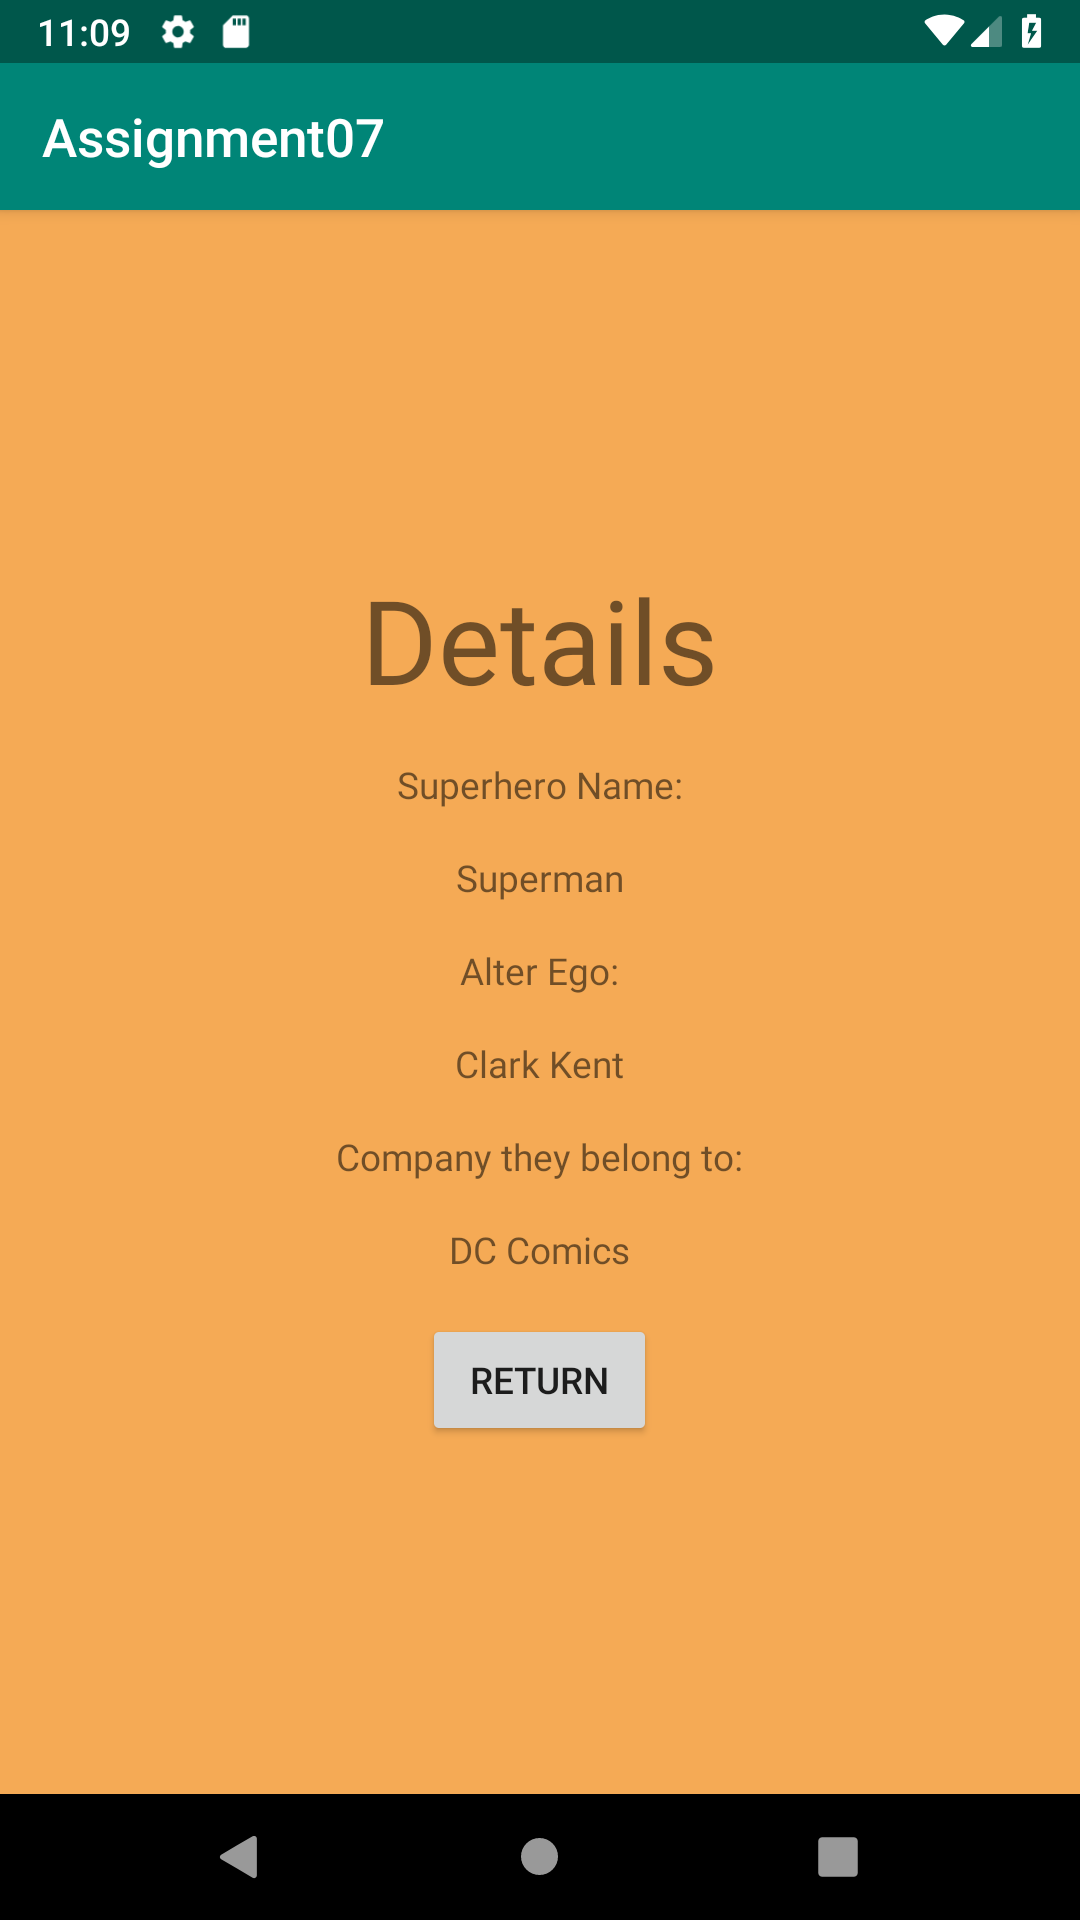 11:09
Assignment07
Details
Superhero Name:
Superman
Alter Ego:
Clark Kent
Company they belong to:
DC Comics
RETURN